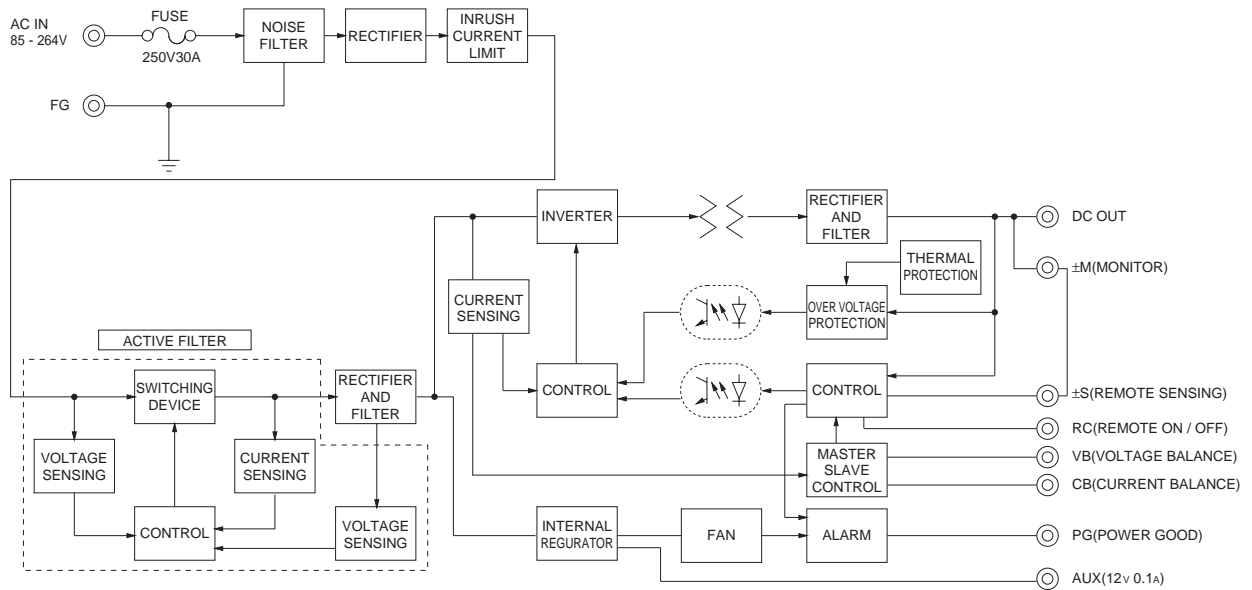 AC IN
85 - 264V
FUSE
250V30A
NOISE
FILTER
RECTIFIER
INRUSH
CURRENT
LIMIT
FG
INVERTER
RECTIFIER
AND
FILTER
DC OUT
THERMAL
PROTECTION
±M(MONITOR)
CURRENT
SENSING
OVER VOLTAGE
PROTECTION
ACTIVE FILTER
SWITCHING
DEVICE
RECTIFIER
AND
FILTER
CONTROL
CONTROL
±S(REMOTE SENSING)
RC(REMOTE ON / OFF)
VOLTAGE
SENSING
CURRENT
SENSING
MASTER
SLAVE
CONTROL
VB(VOLTAGE BALANCE)
CB(CURRENT BALANCE)
CONTROL
VOLTAGE
SENSING
INTERNAL
REGURATOR
FAN
ALARM
PG(POWER GOOD)
AUX(12V 0.1A)